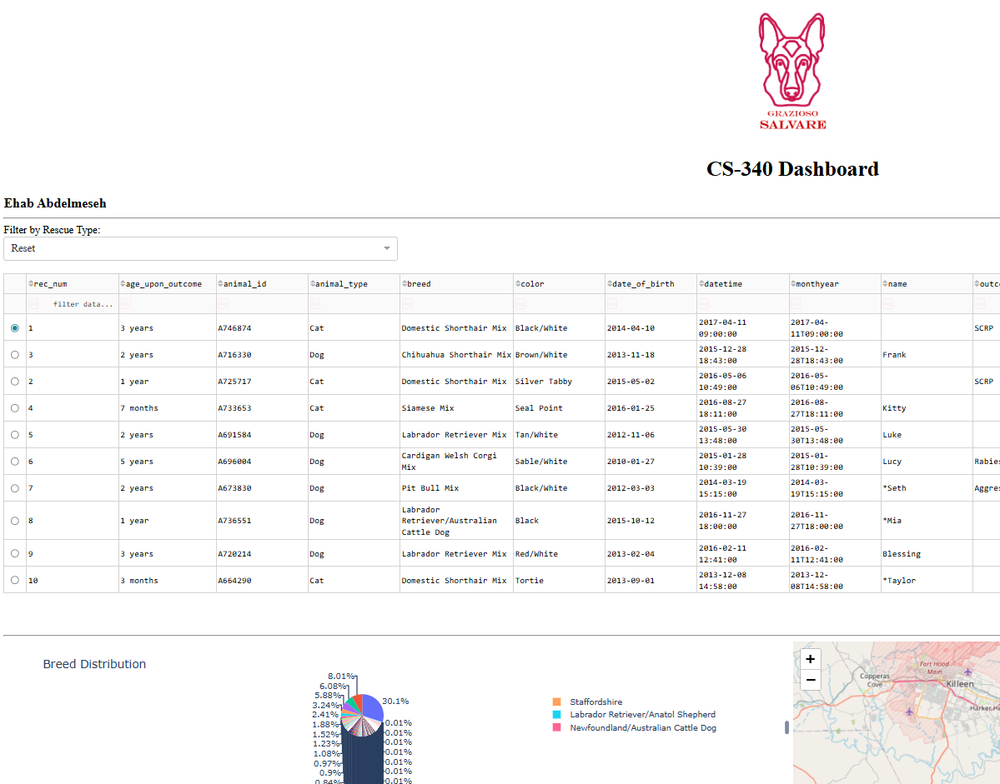 GRAZIOSO
SALVARE
CS-340 Dashboard
Ehab Abdelmeseh
Filter by Rescue Type:
Reset
rec_num age_upon_outcome animal_id animal_type breed color date_of_birth datetime monthyear name outco
filter data...
1 3 years A746874 Cat Domestic Shorthair Mix Black/White 2014-04-10 2017-04-11 09:00:00 2017-04-11T09:00:00 SCRP
3 2 years A716330 Dog Chihuahua Shorthair Mix Brown/White 2013-11-18 2015-12-28 18:43:00 2015-12-28T18:43:00 Frank
2 1 year A725717 Cat Domestic Shorthair Mix Silver Tabby 2015-05-02 2016-05-06 10:49:00 2016-05-06T10:49:00 SCRP
4 7 months A733653 Cat Siamese Mix Seal Point 2016-01-25 2016-08-27 18:11:00 2016-08-27T18:11:00 Kitty
5 2 years A691584 Dog Labrador Retriever Mix Tan/White 2012-11-06 2015-05-30 13:48:00 2015-05-30T13:48:00 Luke
6 5 years A696004 Dog Cardigan Welsh Corgi Mix Sable/White 2010-01-27 2015-01-28 10:39:00 2015-01-28T10:39:00 Lucy Rabies
7 2 years A673830 Dog Pit Bull Mix Black/White 2012-03-03 2014-03-19 15:15:00 2014-03-19T15:15:00 *Seth Aggres
8 1 year A736551 Dog Labrador Retriever/Australian Cattle Dog Black 2015-10-12 2016-11-27 18:00:00 2016-11-27T18:00:00 *Mia
9 3 years A720214 Dog Labrador Retriever Mix Red/White 2013-02-04 2016-02-11 12:41:00 2016-02-11T12:41:00 Blessing
10 3 months A664290 Cat Domestic Shorthair Mix Tortie 2013-09-01 2013-12-08 14:58:00 2013-12-08T14:58:00 *Taylor
Breed Distribution
8.01%
6.08%
5.88%
3.24%
2.41%
1.88%
1.52%
1.23%
1.08%
0.97%
0.9%
0.84%
30.1%
0.01%
0.01%
0.01%
0.01%
0.01%
0.01%
0.01%
Staffordshire
Labrador Retriever/Anatol Shepherd
Newfoundland/Australian Cattle Dog
+
−
Fort Hood
Main
Copperas
Cove
Killeen
Harker He